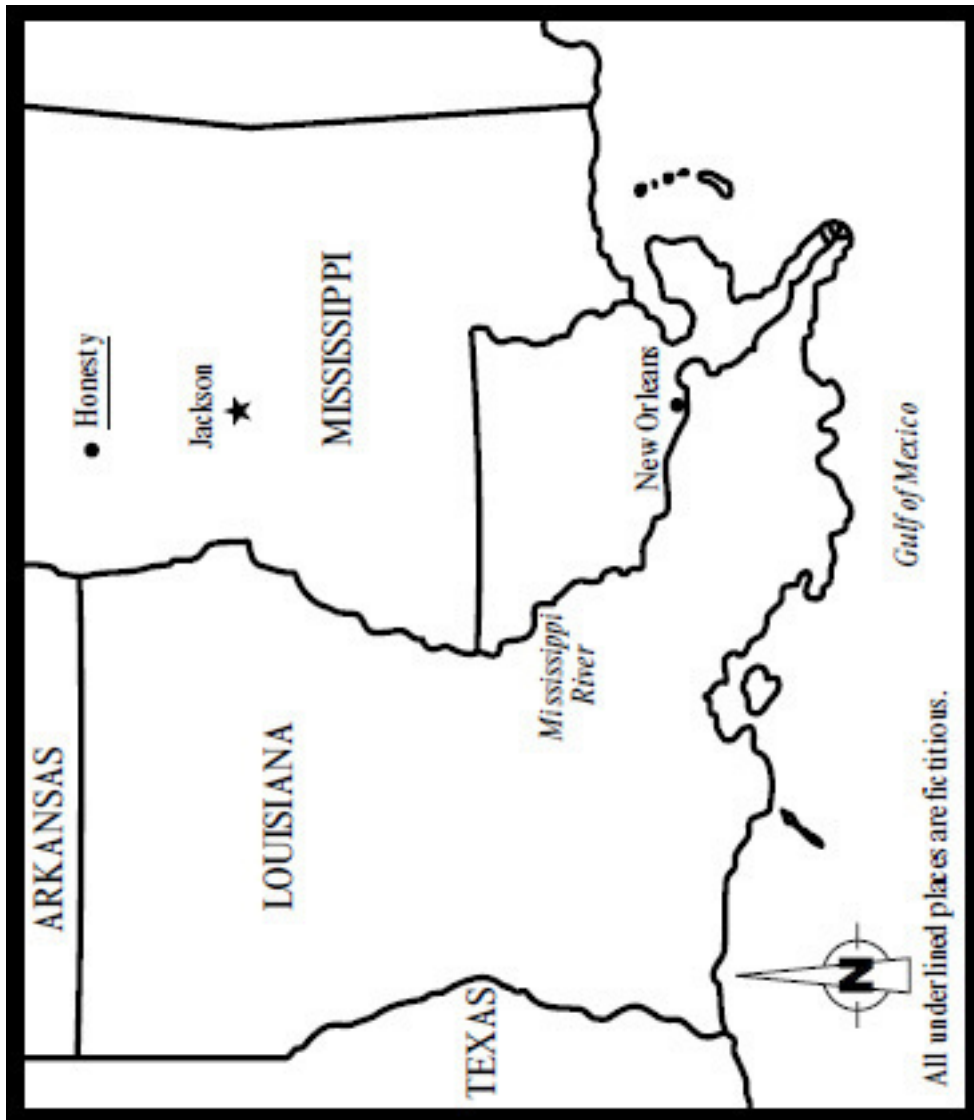 ARKANSAS
Honesty
Jackson
LOUISIANA
MISSISSIPPI
TEXAS
Mississippi
River
New Orleans
Gulf of Mexico
N
All underlined places are fictitious.